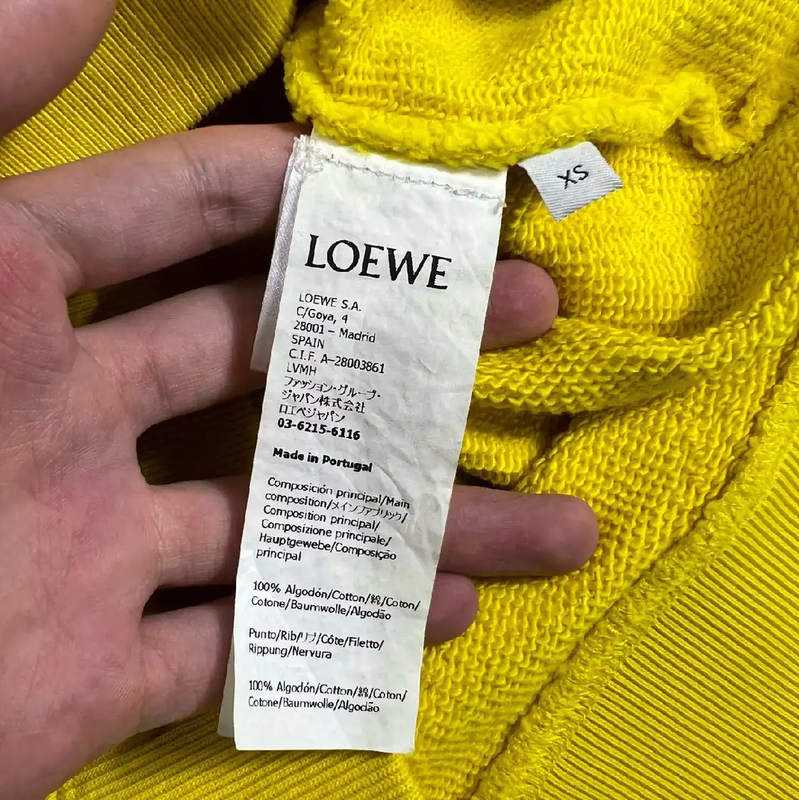 XS
LOEWE
LOEWE S.A.
C/Goya, 4
28001 – Madrid
SPAIN
C.I.F. A-28003861
LVMH
ファッション・グループ・
ジャパン株式会社
ロエベジャパン
03-6215-6116
Made in Portugal
Composición principal/Main
composition/メインファブリック/
Composition principal/
Composizione principale/
Hauptgewebe/Composição
principal
100% Algodón/Cotton/綿/Coton/
Cotone/Baumwolle/Algodão
Punto/Rib/リブ/Côte/Filetto/
Rippung/Nervura
100% Algodón/Cotton/綿/Coton/
Cotone/Baumwolle/Algodão